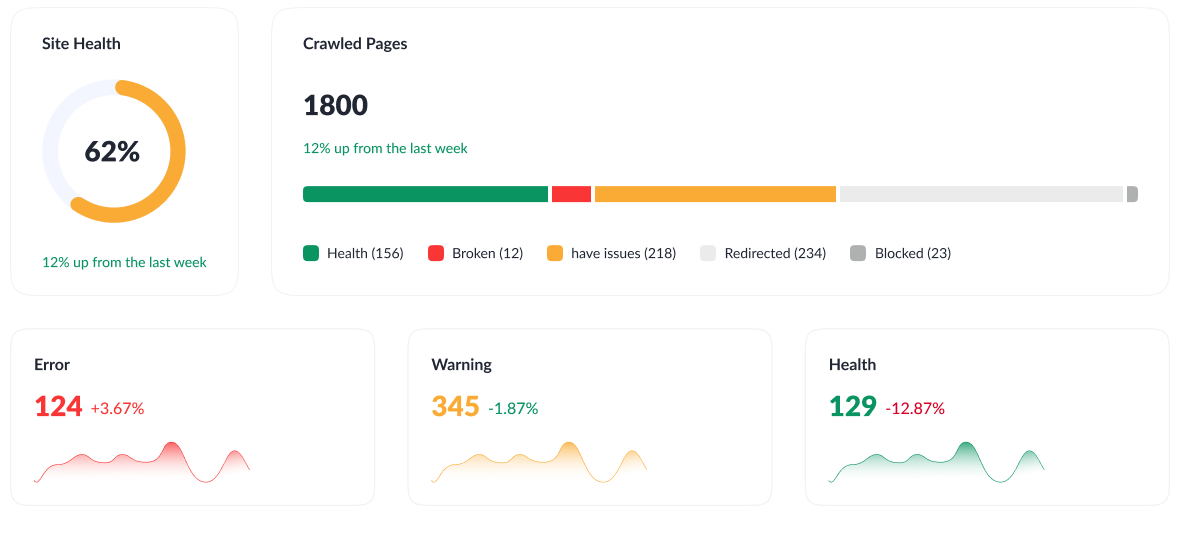 Site Health
62%
12% up from the last week
Crawled Pages
1800
12% up from the last week
Health (156)
Broken (12)
have issues (218)
Redirected (234)
Blocked (23)
Error
124 +3.67%
Warning
345 -1.87%
Health
129 -12.87%